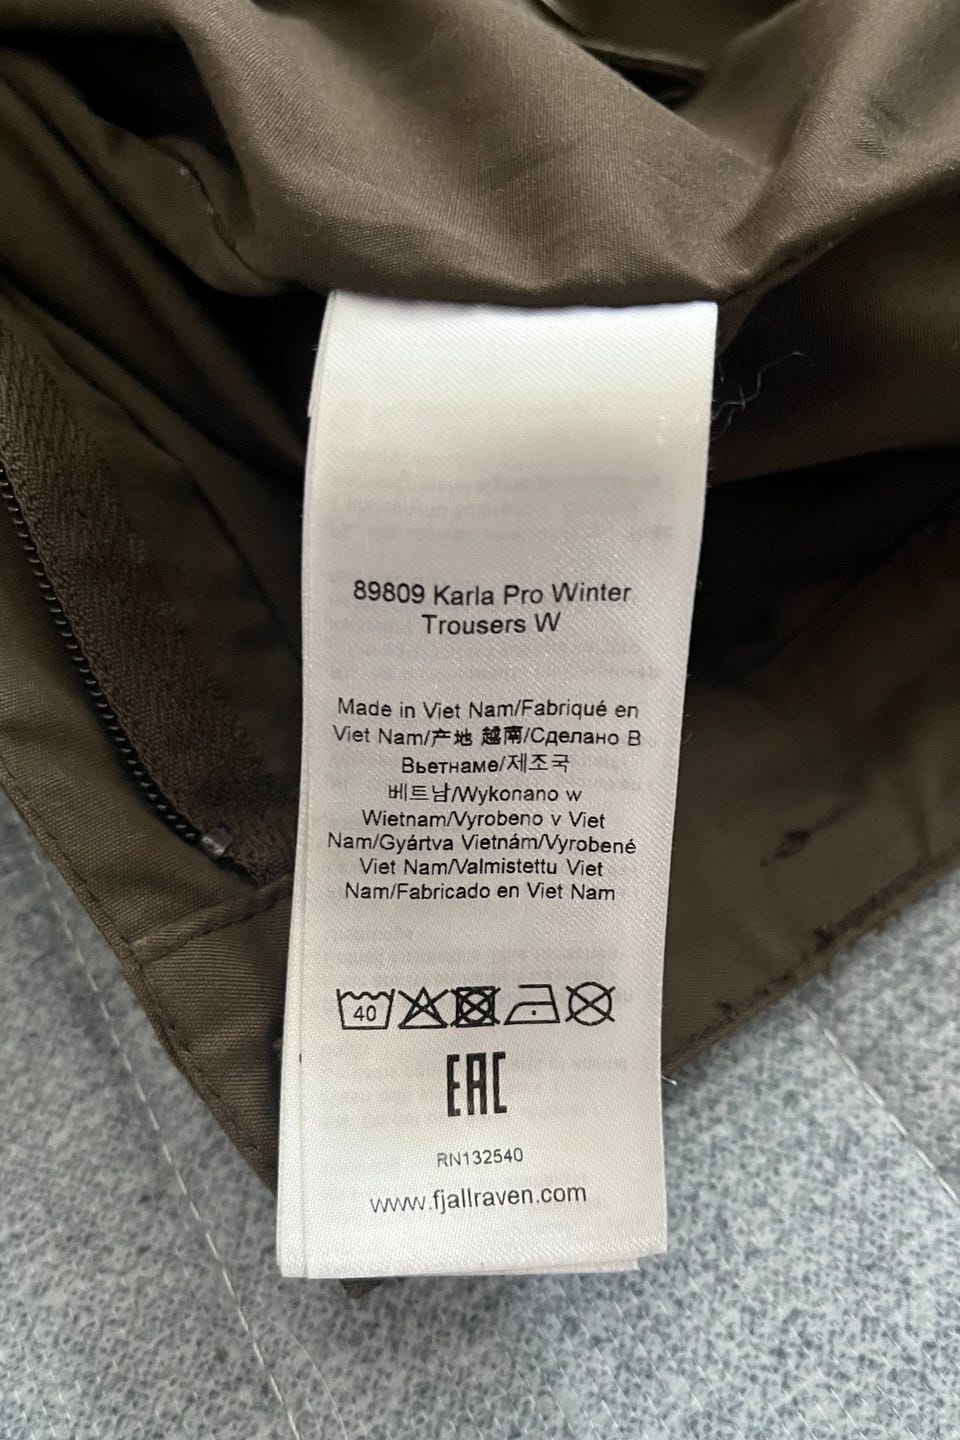 89809 Karla Pro Winter
Trousers W
Made in Viet Nam/Fabriqué en
Viet Nam/产地 越南/Сделано В
Вьетнаме/제조국
베트남/Wykonano w
Wietnam/Vyrobeno v Viet
Nam/Gyártva Vietnám/Vyrobené
Viet Nam/Valmistettu Viet
Nam/Fabricado en Viet Nam
40
EAC
RN132540
www.fjallraven.com